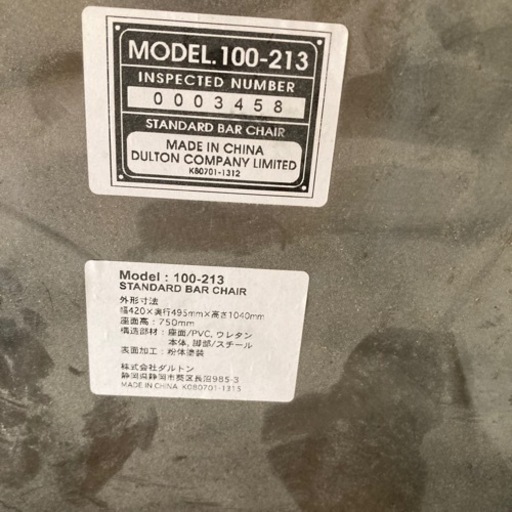 MODEL.100-213
INSPECTED NUMBER
0003458
STANDARD BAR CHAIR
MADE IN CHINA
DULTON COMPANY LIMITED
K80701-1312
Model : 100-213
STANDARD BAR CHAIR
外形寸法
幅420×奥行495mm×高さ1040mm
座面高：750mm
構造部材：座面/PVC, ウレタン
本体, 脚部/スチール
表面加工：粉体塗装
株式会社ダルトン
静岡県静岡市葵区長沼985-3
MADE IN CHINA K080701-1315